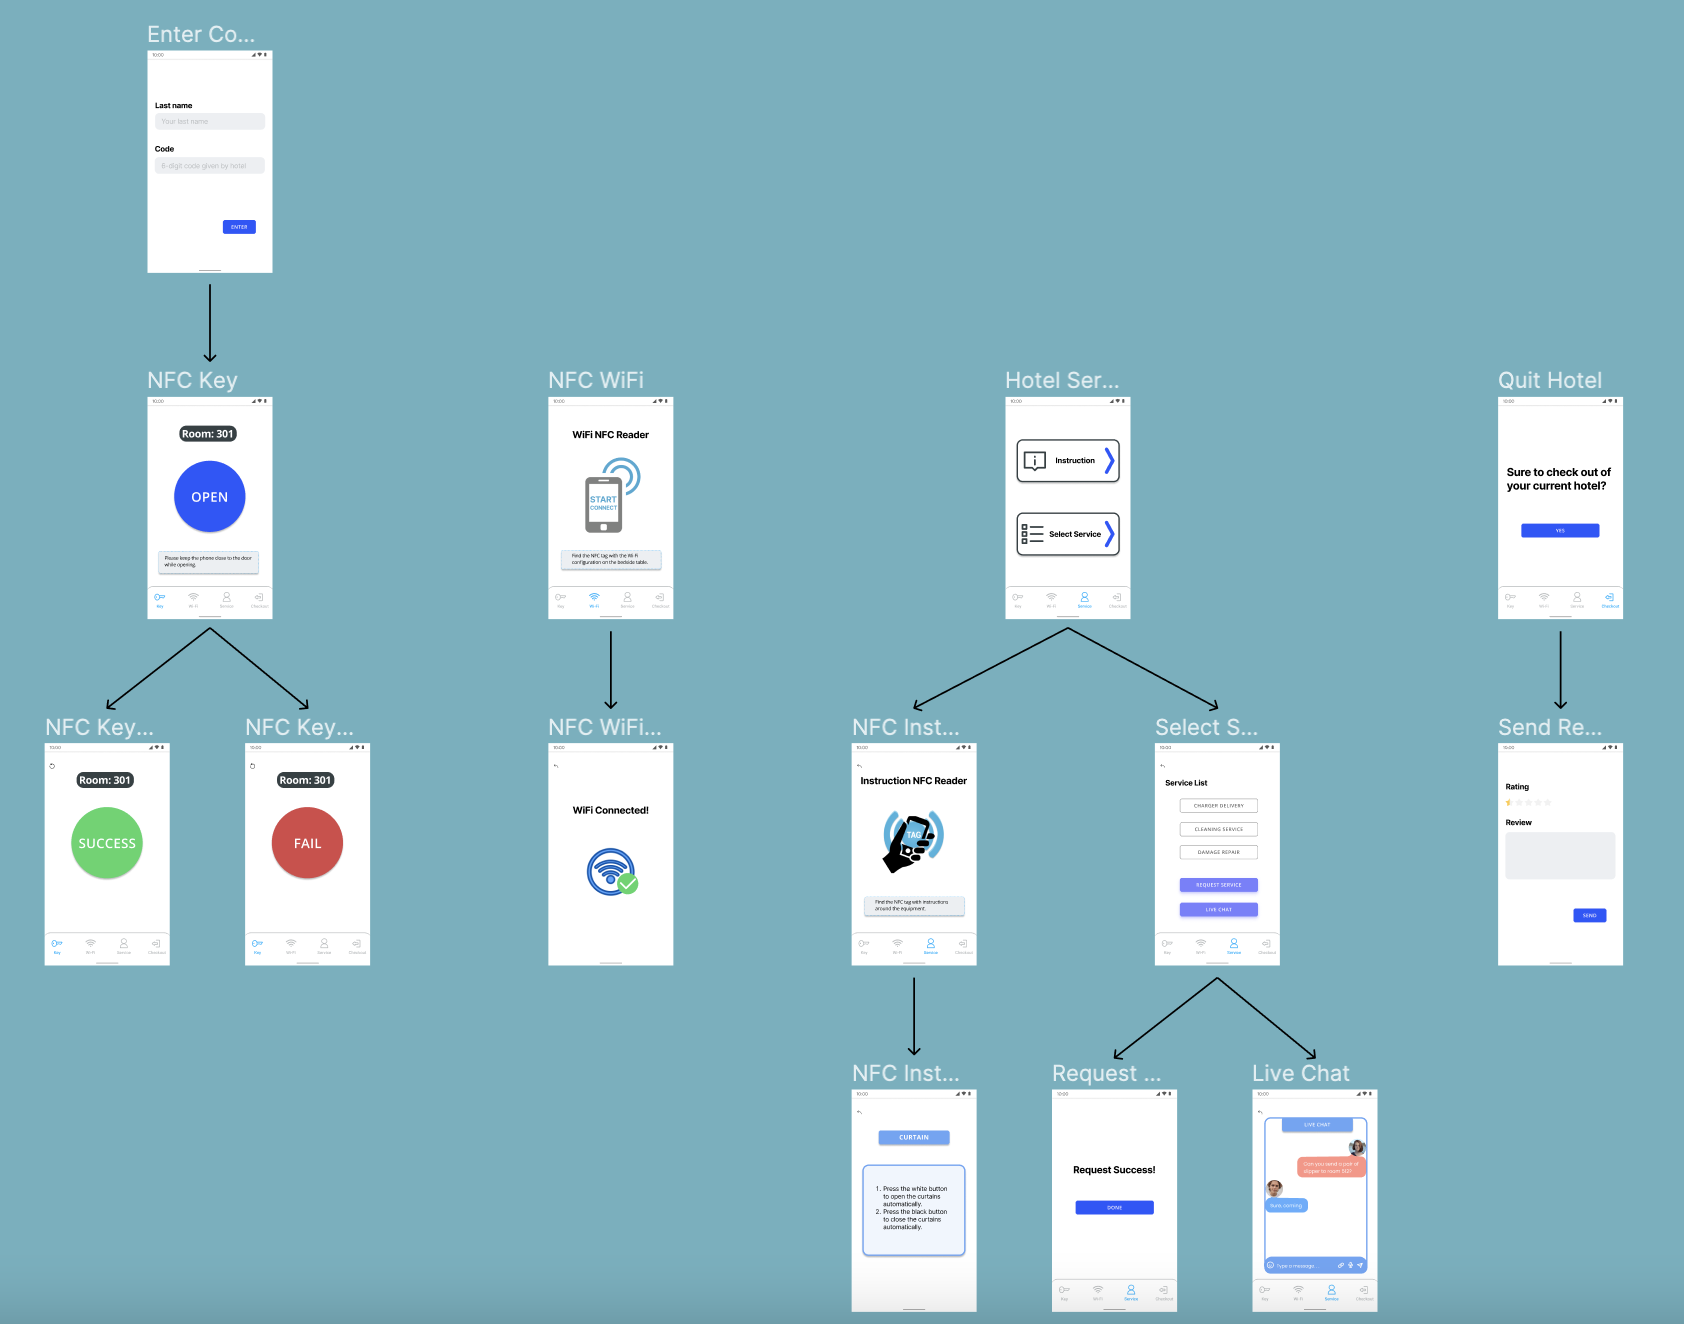 Enter Co...
10:00
Last name
Your last name
Code
6-digit code given by hotel
ENTER
NFC Key
10:00
Room: 301
OPEN
Please keep the phone close to the door
while opening.
Key Wi-Fi Service Checkout
NFC WiFi
10:00
WiFi NFC Reader
START
CONNECT
Find the NFC tag with the Wi-Fi
configuration on the bedside table.
Key Wi-Fi Service Checkout
Hotel Ser...
10:00
Instruction
Select Service
Key Wi-Fi Service Checkout
Quit Hotel
10:00
Sure to check out of
your current hotel?
YES
Key Wi-Fi Service Checkout
NFC Key...
10:00
Room: 301
SUCCESS
Key Wi-Fi Service Checkout
NFC Key...
10:00
Room: 301
FAIL
Key Wi-Fi Service Checkout
NFC WiFi...
10:00
WiFi Connected!
NFC Inst...
10:00
Instruction NFC Reader
TAG
Find the NFC tag with instructions
around the equipment.
Key Wi-Fi Service Checkout
Select S...
10:00
Service List
CHARGER DELIVERY
CLEANING SERVICE
DAMAGE REPAIR
REQUEST SERVICE
LIVE CHAT
Key Wi-Fi Service Checkout
Send Re...
10:00
Rating
Review
SEND
NFC Inst...
10:00
CURTAIN
1. Press the white button
to open the curtains
automatically.
2. Press the black button
to close the curtains
automatically.
Request ...
10:00
Request Success!
DONE
Key Wi-Fi Service Checkout
Live Chat
10:00
LIVE CHAT
Can you send a pair of
slipper to room
Sure, coming
Type a message...
Key Wi-Fi Service Checkout